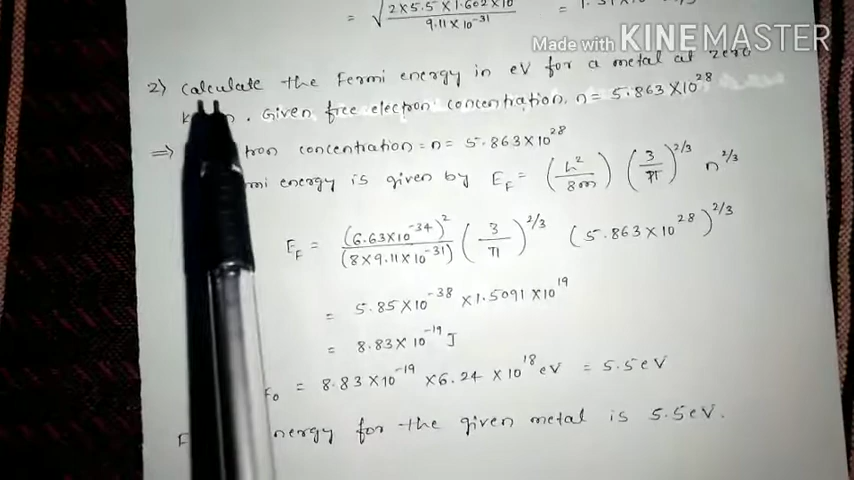 = √ 2×5.5×1.602×10 / 9.11×10⁻³¹ =
Made with KINEMASTER
2) Calculate the Fermi energy in eV for a metal at zero
. Given free electron concentration, n = 5.863×10²⁸
⇒ concentration = n = 5.863×10²⁸
energy is given by E_F = (h²/8m) (3/π)^2/3 n^2/3
E_F = (6.63×10⁻³⁴)² / (8×9.11×10⁻³¹) (3/π)^2/3 (5.863×10²⁸)^2/3
= 5.85×10⁻³⁸ ×1.5091×10¹⁹
= 8.83×10⁻¹⁹ J
= 8.83×10⁻¹⁹ ×6.24 ×10¹⁸ eV = 5.5eV
for the given metal is 5.5eV.